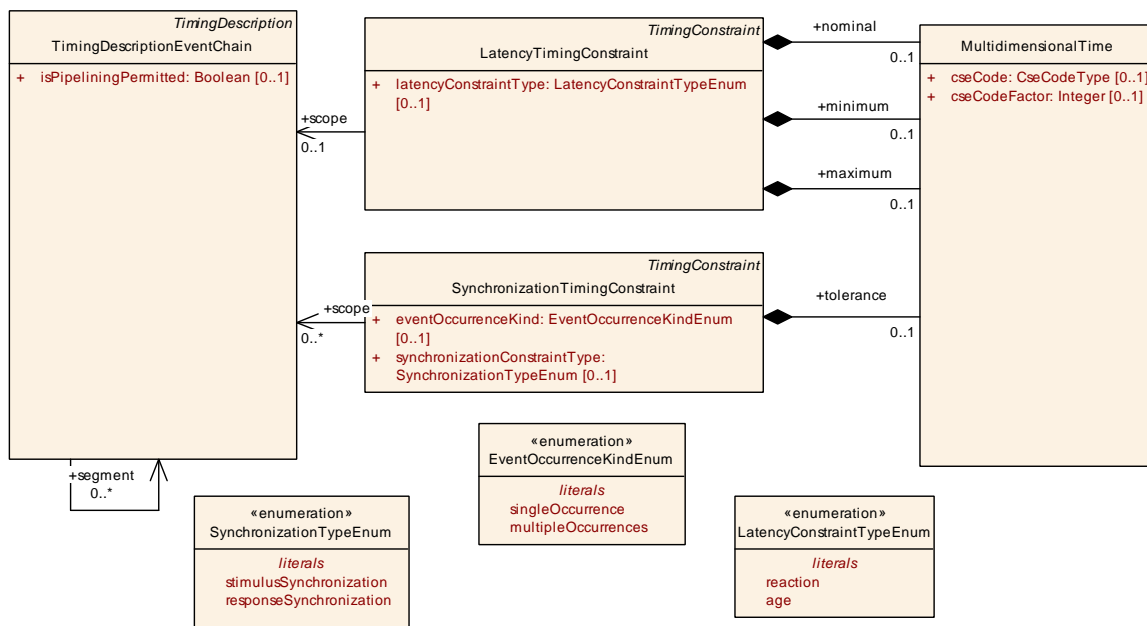 TimingDescription
TimingDescriptionEventChain
+ isPipeliningPermitted: Boolean [0..1]
TimingConstraint
LatencyTimingConstraint
+ latencyConstraintType: LatencyConstraintTypeEnum
[0..1]
MultidimensionalTime
+ cseCode: CseCodeType [0..1]
+ cseCodeFactor: Integer [0..1]
+nominal
0..1
+minimum
0..1
+maximum
0..1
+scope
0..1
TimingConstraint
SynchronizationTimingConstraint
+ eventOccurrenceKind: EventOccurrenceKindEnum
[0..1]
+ synchronizationConstraintType:
SynchronizationTypeEnum [0..1]
+scope
0..*
+tolerance
0..1
+segment
0..*
«enumeration»
EventOccurrenceKindEnum
literals
singleOccurrence
multipleOccurrences
«enumeration»
SynchronizationTypeEnum
literals
stimulusSynchronization
responseSynchronization
«enumeration»
LatencyConstraintTypeEnum
literals
reaction
age